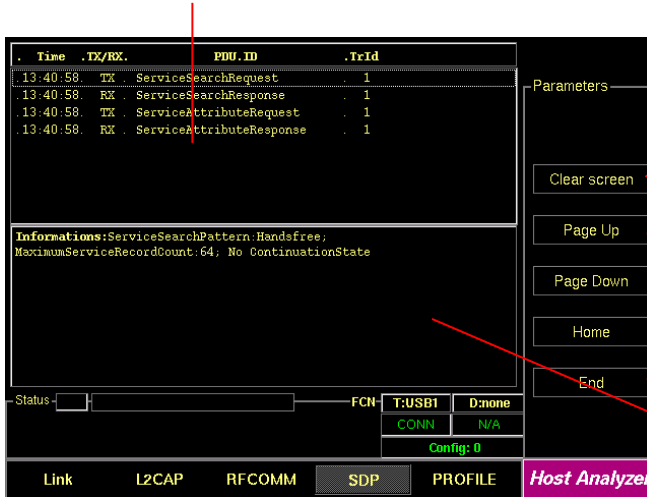 . Time .TX/RX. PDU.ID .TrId
.13:40:58. TX . ServiceSearchRequest . 1
.13:40:58. RX . ServiceSearchResponse . 1
.13:40:58. TX . ServiceAttributeRequest . 1
.13:40:58. RX . ServiceAttributeResponse . 1
Informations:ServiceSearchPattern:Handsfree;
MaximumServiceRecordCount:64; No ContinuationState
Parameters
Clear screen
Page Up
Page Down
Home
End
Status
FCN
T:USB1 D:none
CONN N/A
Config: 0
Link L2CAP RFCOMM SDP PROFILE Host Analyzer